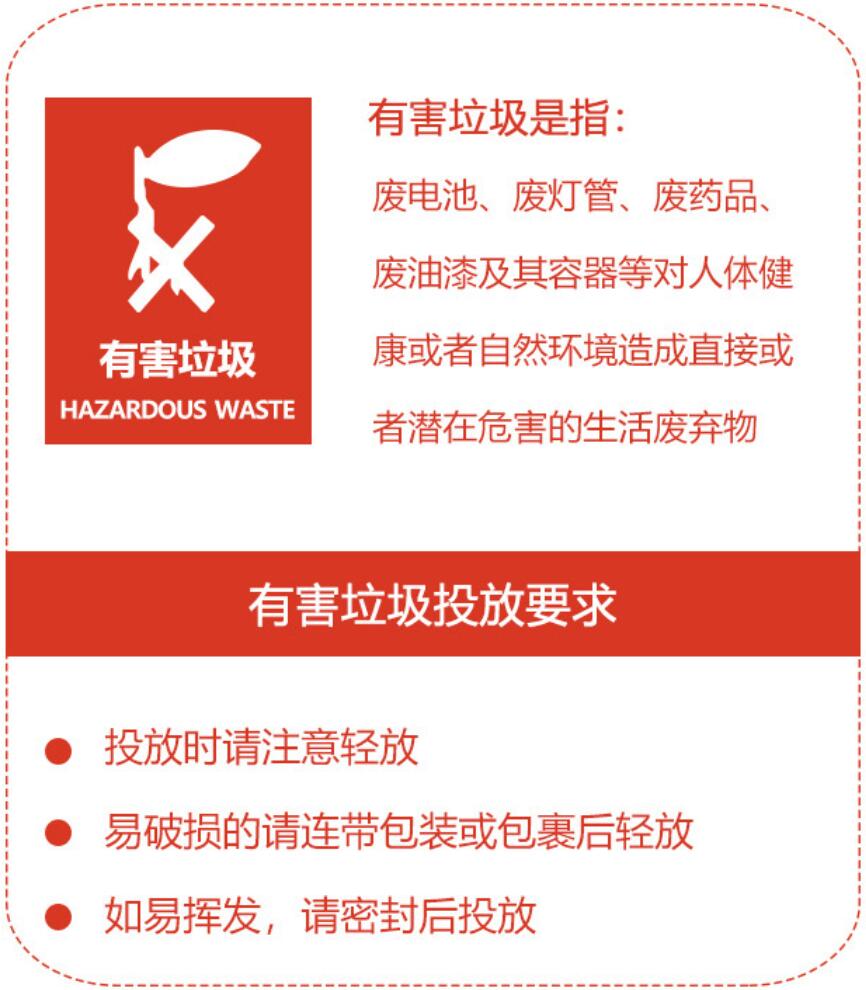 有害垃圾
HAZARDOUS WASTE
有害垃圾是指：
废电池、废灯管、废药品、
废油漆及其容器等对人体健
康或者自然环境造成直接或
者潜在危害的生活废弃物
有害垃圾投放要求
投放时请注意轻放
易破损的请连带包装或包裹后轻放
如易挥发，请密封后投放